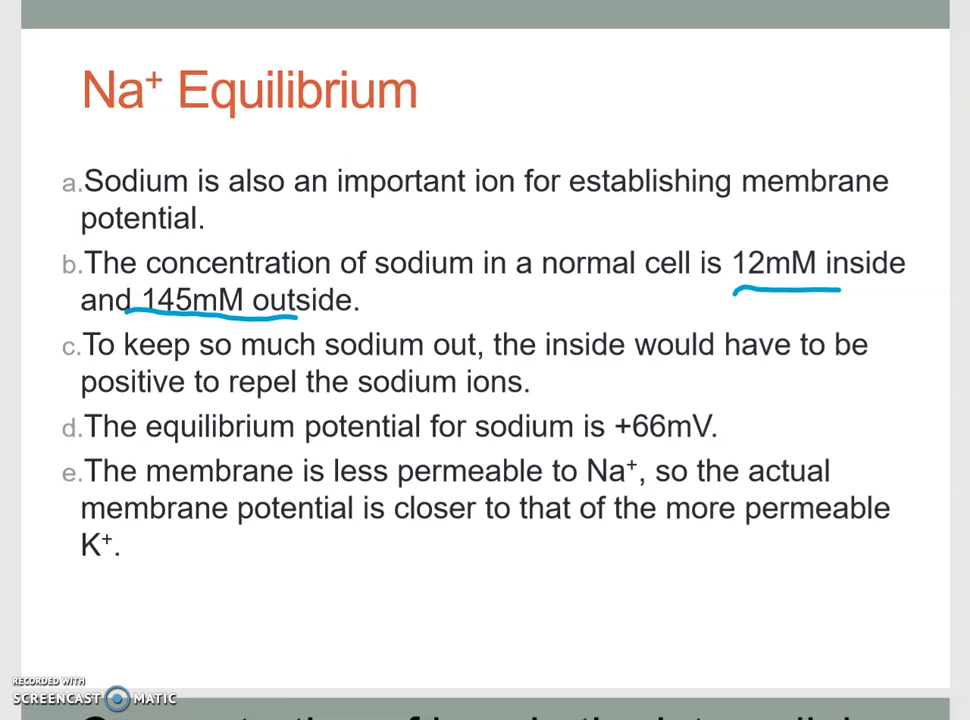 Na⁺ Equilibrium
a.Sodium is also an important ion for establishing membrane
potential.
b.The concentration of sodium in a normal cell is 12mM inside
and 145mM outside.
c.To keep so much sodium out, the inside would have to be
positive to repel the sodium ions.
d.The equilibrium potential for sodium is +66mV.
e.The membrane is less permeable to Na⁺, so the actual
membrane potential is closer to that of the more permeable
K⁺.
RECORDED WITH
SCREENCAST MATIC